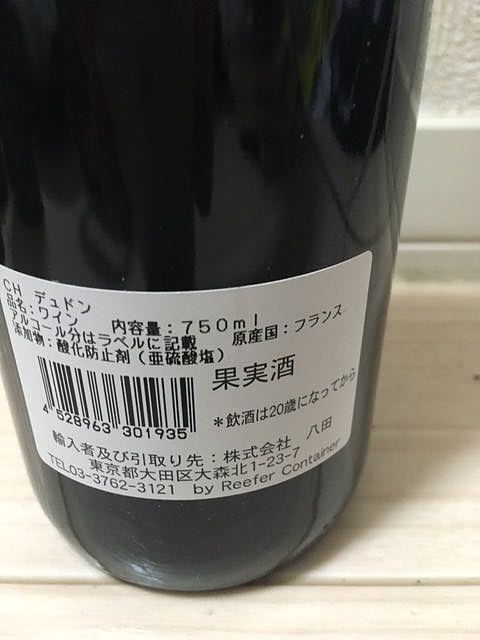 CH デュドン
品名:ワイン 内容量:750ml
アルコール分はラベルに記載 原産国:フランス
添加物:酸化防止剤(亜硫酸塩)
果実酒
4 528963 301935
*飲酒は20歳になってから
輸入者及び引取り先:株式会社 八田
東京都大田区大森北1-23-7
TEL03-3762-3121 by Reefer Container